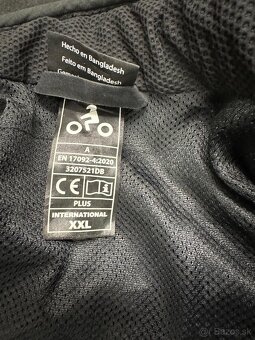 Hecho en Bangladesh
Feito em Bangladesh
A
EN 17092-4:2020
3207521DB
CE
PLUS
INTERNATIONAL
XXL
bazos.sk